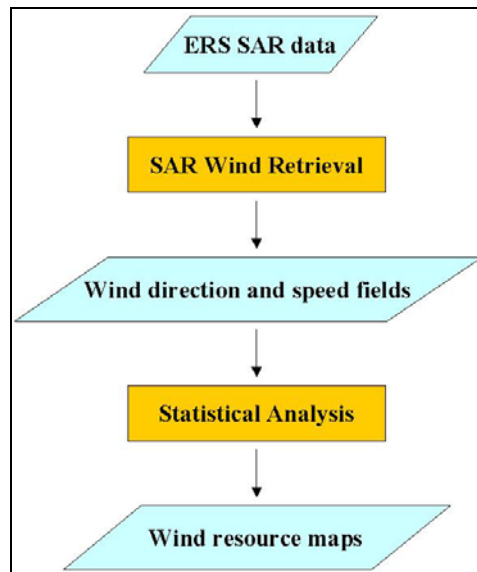 ERS SAR data
SAR Wind Retrieval
Wind direction and speed fields
Statistical Analysis
Wind resource maps